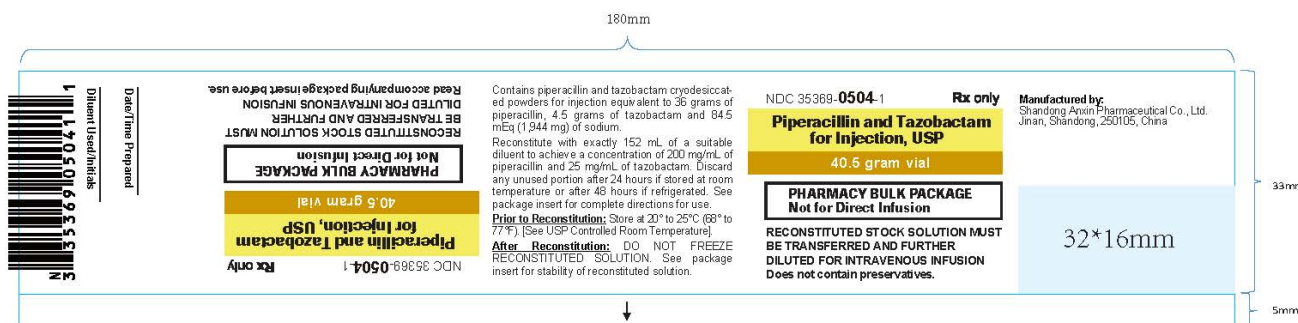 180mm
N
3 35369 05041 1
Diluent Used/Initials
Date/Time Prepared
NDC 35369-0504-1 Rx only
Piperacillin and Tazobactam
for Injection, USP
40.5 gram vial
PHARMACY BULK PACKAGE
Not for Direct Infusion
RECONSTITUTED STOCK SOLUTION MUST
BE TRANSFERRED AND FURTHER
DILUTED FOR INTRAVENOUS INFUSION
Read accompanying package insert before use.
Contains piperacillin and tazobactam cryodesiccat-
ed powders for injection equivalent to 36 grams of
piperacillin, 4.5 grams of tazobactam and 84.5
mEq (1,944 mg) of sodium.
Reconstitute with exactly 152 mL of a suitable
diluent to achieve a concentration of 200 mg/mL of
piperacillin and 25 mg/mL of tazobactam. Discard
any unused portion after 24 hours if stored at room
temperature or after 48 hours if refrigerated. See
package insert for complete directions for use.
Prior to Reconstitution: Store at 20° to 25°C (68° to
77°F). [See USP Controlled Room Temperature].
After Reconstitution: DO NOT FREEZE
RECONSTITUTED SOLUTION. See package
insert for stability of reconstituted solution.
NDC 35369-0504-1 Rx only
Piperacillin and Tazobactam
for Injection, USP
40.5 gram vial
PHARMACY BULK PACKAGE
Not for Direct Infusion
RECONSTITUTED STOCK SOLUTION MUST
BE TRANSFERRED AND FURTHER
DILUTED FOR INTRAVENOUS INFUSION
Does not contain preservatives.
Manufactured by:
Shandong Anxin Pharmaceutical Co., Ltd.
Jinan, Shandong, 250105, China
32*16mm
33mm
5mm